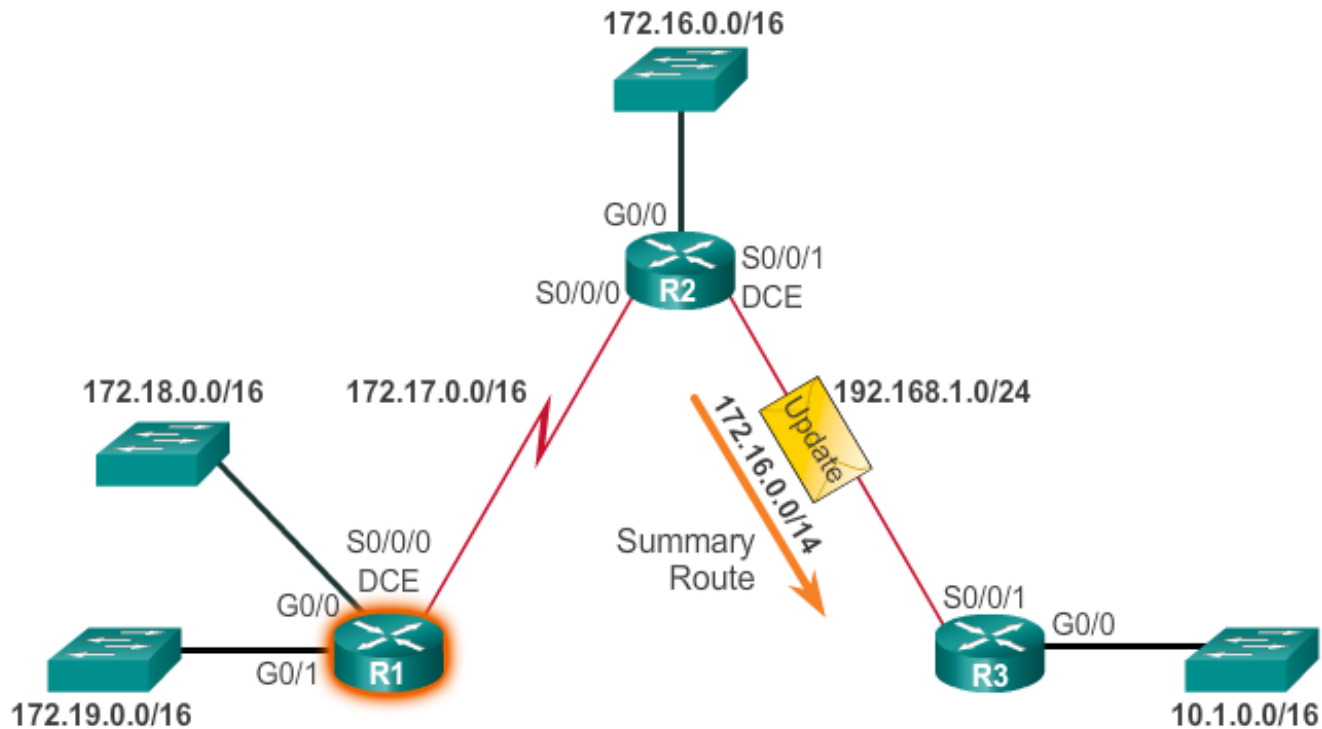 172.16.0.0/16
G0/0
S0/0/1
DCE
R2
S0/0/0
172.18.0.0/16
172.17.0.0/16
192.168.1.0/24
Update
172.16.0.0/14
Summary
Route
S0/0/0
DCE
G0/0
R1
G0/1
172.19.0.0/16
S0/0/1
G0/0
R3
10.1.0.0/16